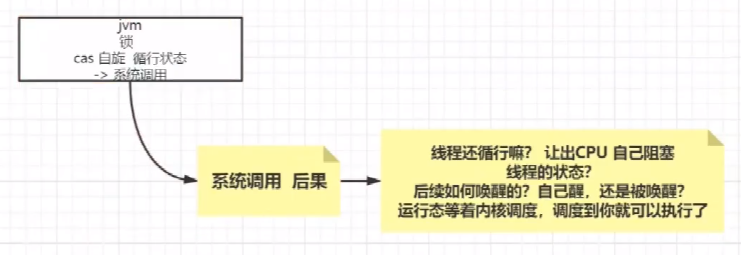 jvm
锁
cas 自旋 循行状态
-> 系统调用
系统调用 后果
线程还循行嘛？ 让出CPU 自己阻塞
线程的状态？
后续如何唤醒的？自己醒，还是被唤醒？
运行态等着内核调度，调度到你就可以执行了